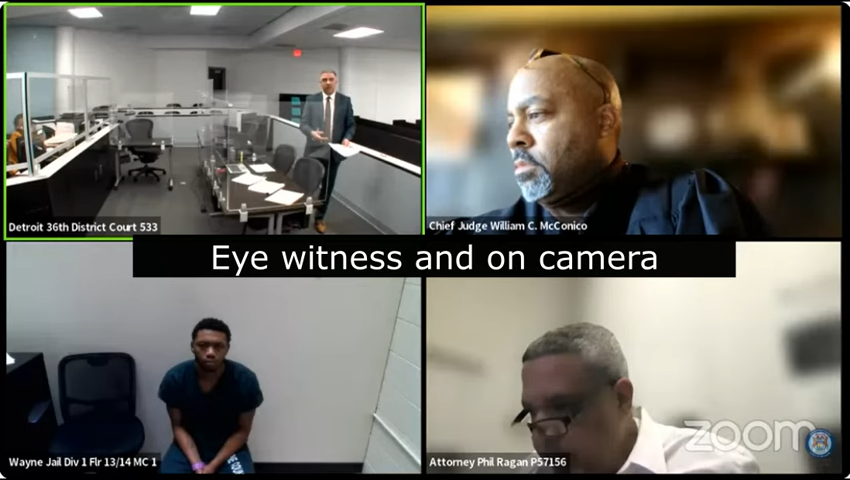 Detroit 36th District Court 533
Chief Judge William C. McConico
Eye witness and on camera
Wayne Jail Div 1 Flr 13/14 MC 1
Attorney Phil Ragan P57156
zoom